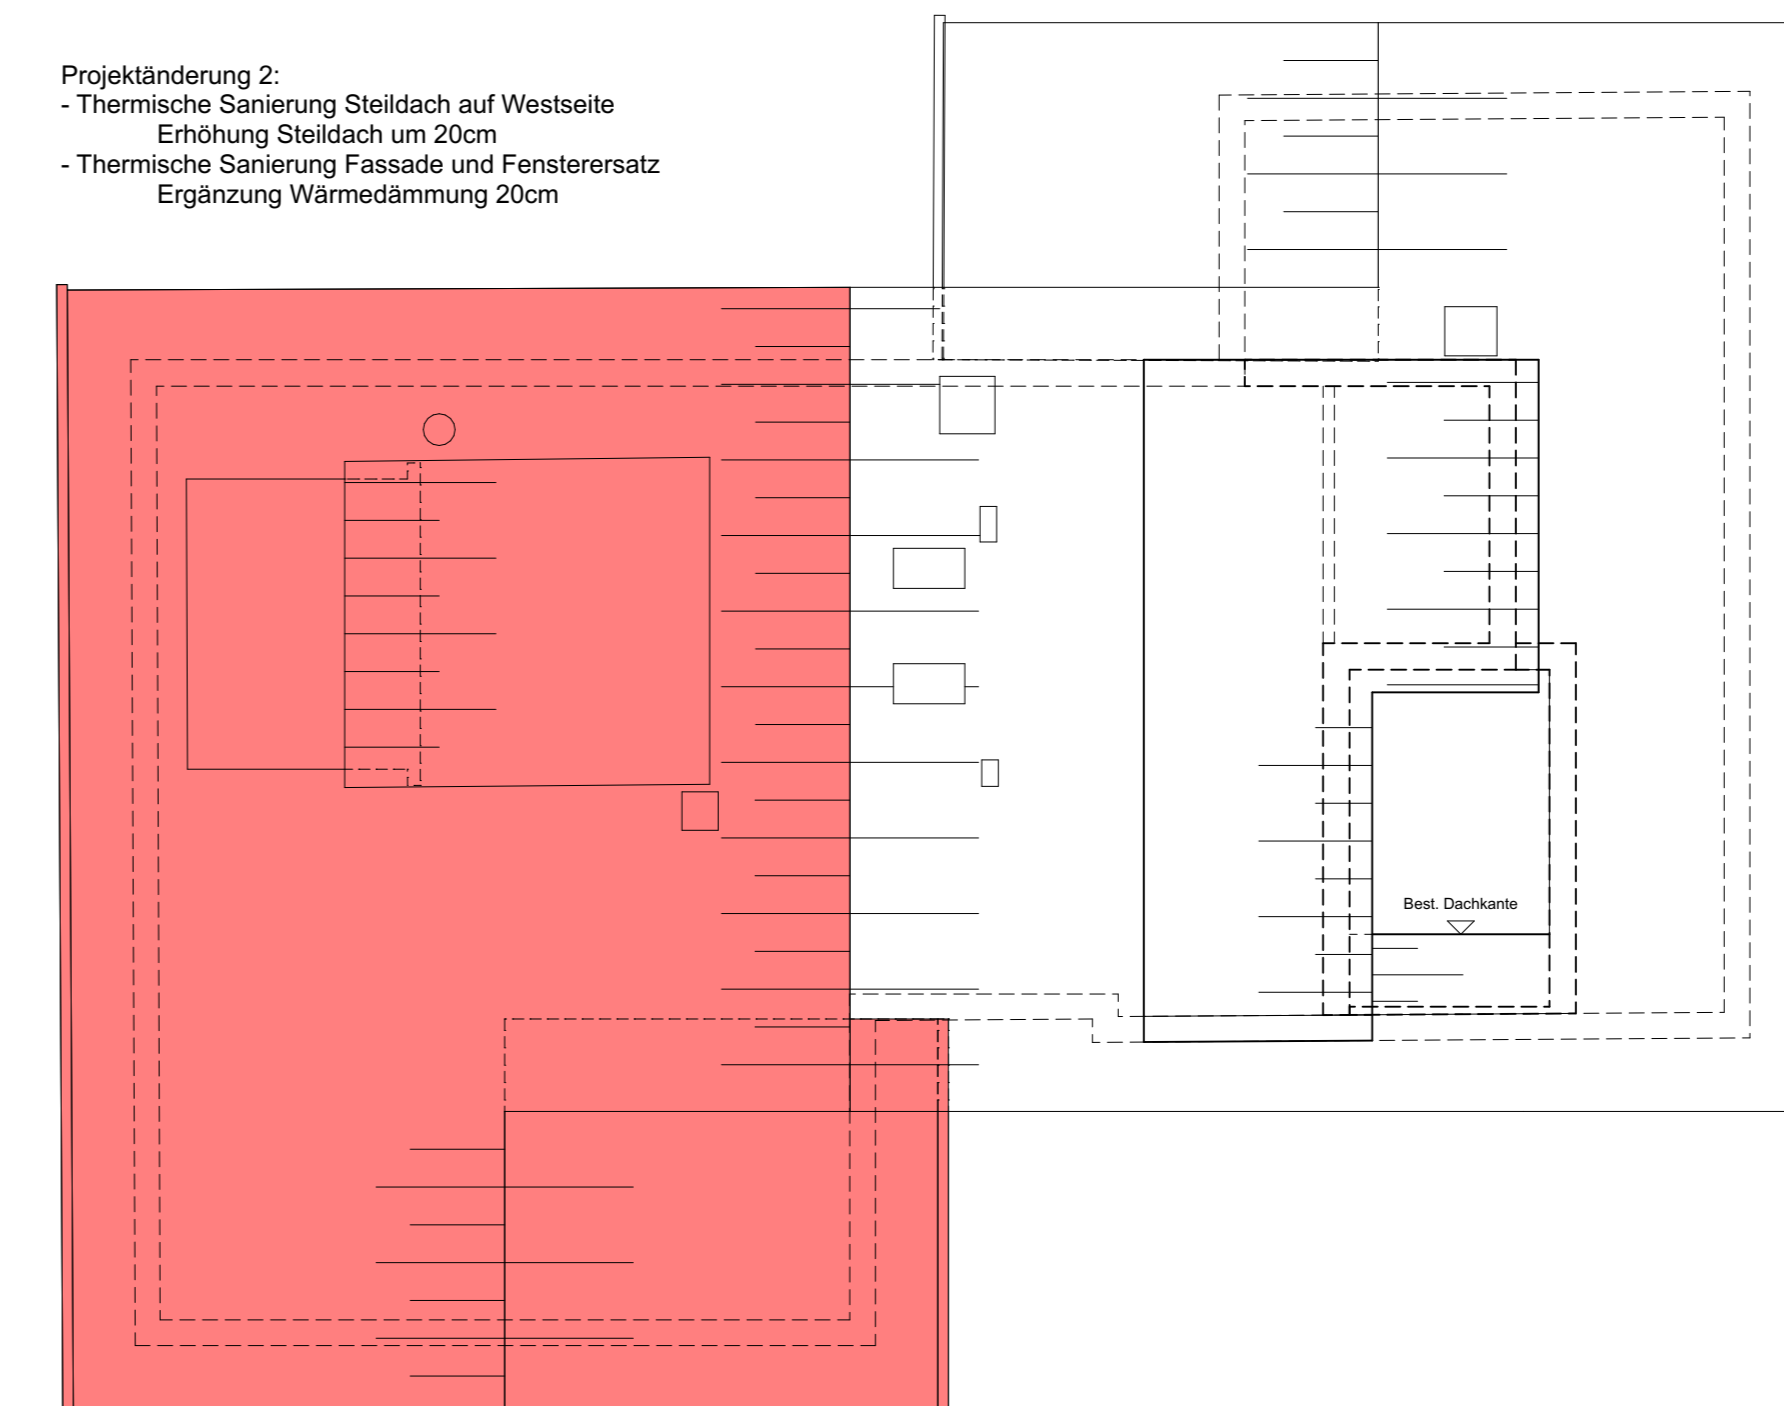 Projektänderung 2:
- Thermische Sanierung Steildach auf Westseite
Erhöhung Steildach um 20cm
- Thermische Sanierung Fassade und Fensterersatz
Ergänzung Wärmedämmung 20cm
Best. Dachkante